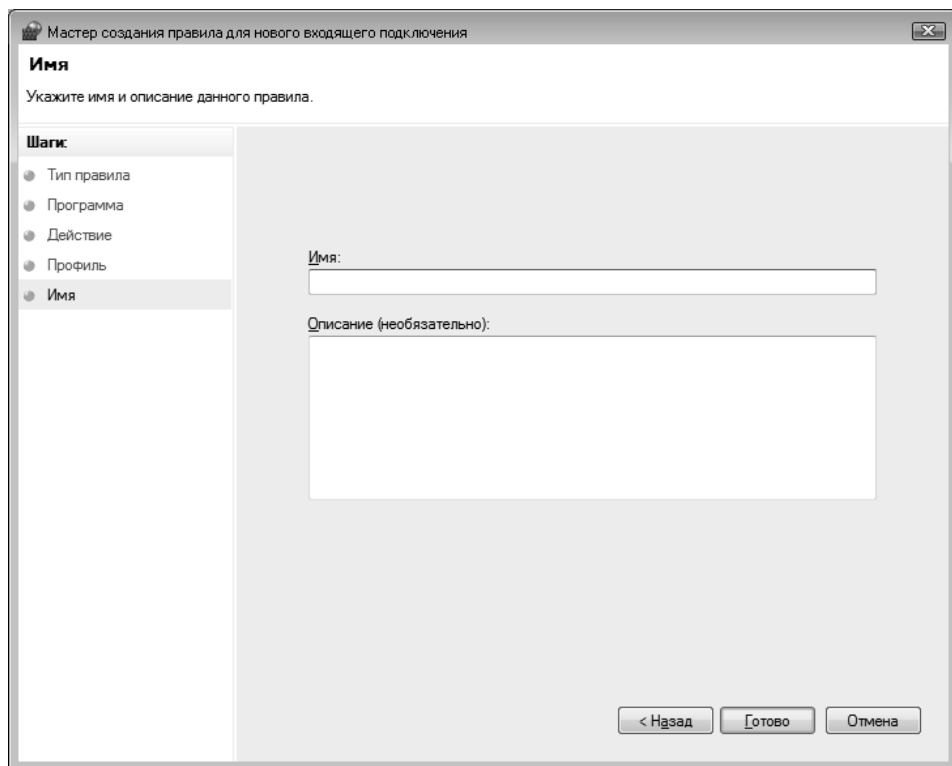 Мастер создания правила для нового входящего подключения
Имя
Укажите имя и описание данного правила.
Шаги:
Тип правила
Программа
Действие
Профиль
Имя
Имя:
Описание (необязательно):
< Назад
Готово
Отмена